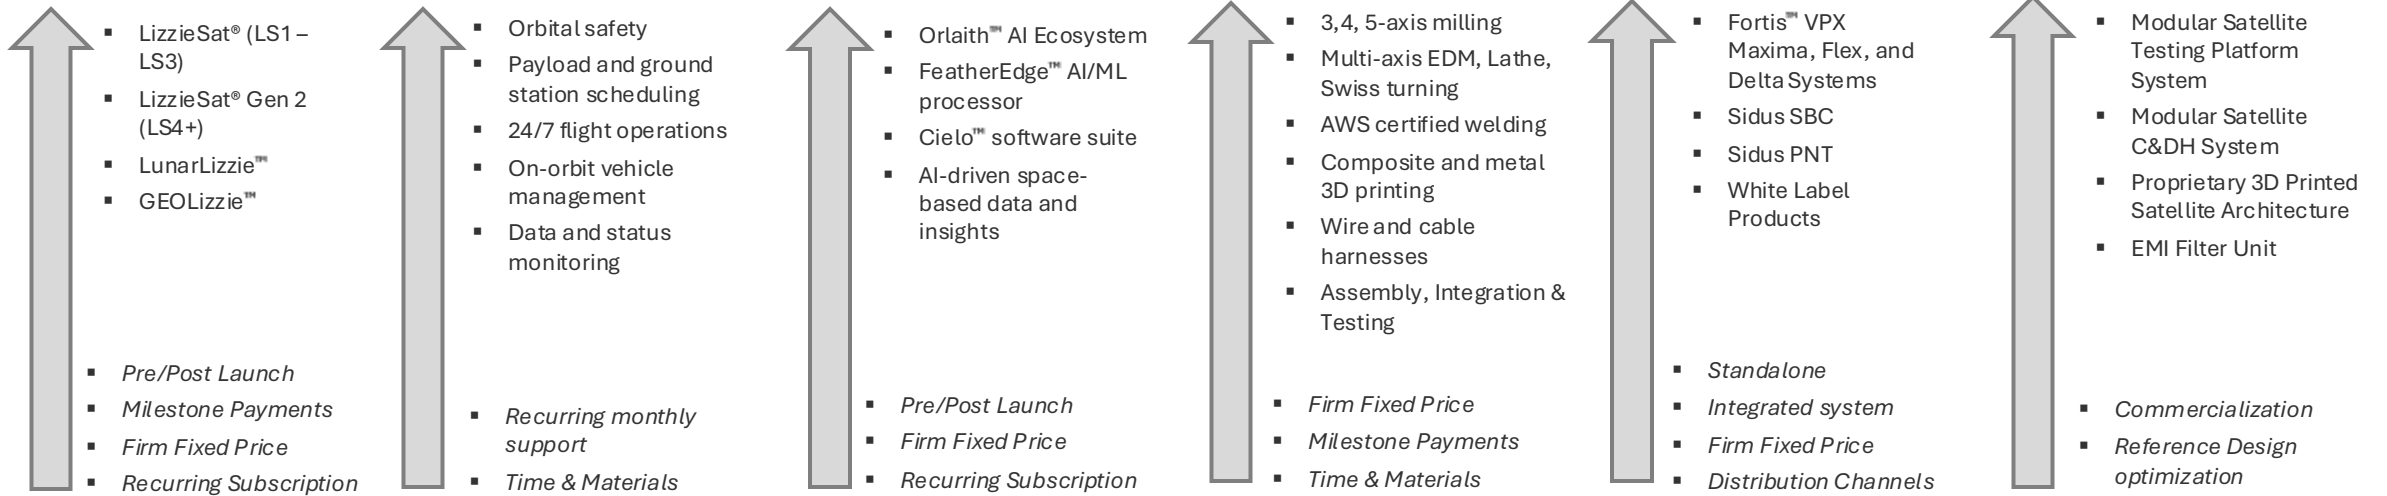 ▪ LizzieSat® (LS1 –
LS3)
▪ LizzieSat® Gen 2
(LS4+)
▪ LunarLizzie™
▪ GEOLizzie™
▪ Pre/Post Launch
▪ Milestone Payments
▪ Firm Fixed Price
▪ Recurring Subscription
▪ Orbital safety
▪ Payload and ground
station scheduling
▪ 24/7 flight operations
▪ On-orbit vehicle
management
▪ Data and status
monitoring
▪ Recurring monthly
support
▪ Time & Materials
▪ Orlaith™ AI Ecosystem
▪ FeatherEdge™ AI/ML
processor
▪ Cielo™ software suite
▪ AI-driven space-
based data and
insights
▪ Pre/Post Launch
▪ Firm Fixed Price
▪ Recurring Subscription
▪ 3,4, 5-axis milling
▪ Multi-axis EDM, Lathe,
Swiss turning
▪ AWS certified welding
▪ Composite and metal
3D printing
▪ Wire and cable
harnesses
▪ Assembly, Integration &
Testing
▪ Firm Fixed Price
▪ Milestone Payments
▪ Time & Materials
▪ Fortis™ VPX
Maxima, Flex, and
Delta Systems
▪ Sidus SBC
▪ Sidus PNT
▪ White Label
Products
▪ Standalone
▪ Integrated system
▪ Firm Fixed Price
▪ Distribution Channels
▪ Modular Satellite
Testing Platform
System
▪ Modular Satellite
C&DH System
▪ Proprietary 3D Printed
Satellite Architecture
▪ EMI Filter Unit
▪ Commercialization
▪ Reference Design
optimization